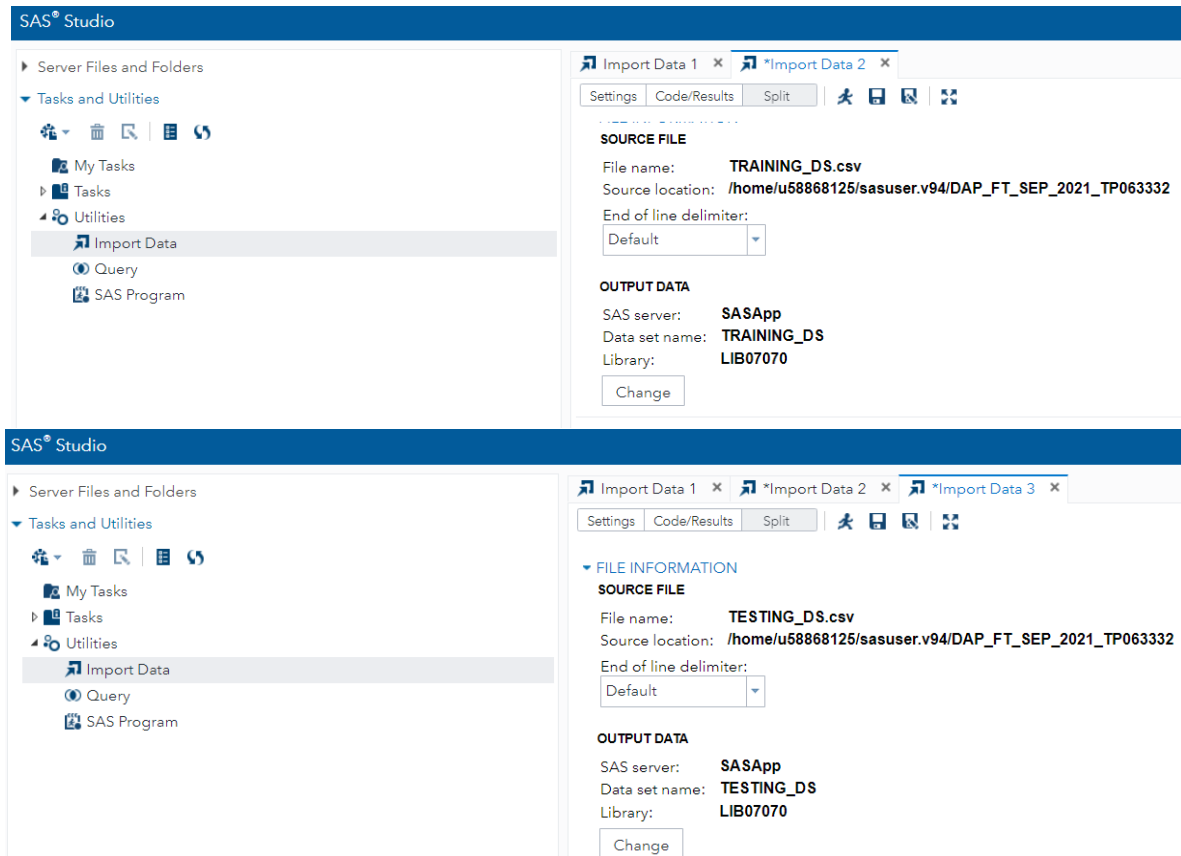 SAS® Studio
Server Files and Folders
Tasks and Utilities
My Tasks
Tasks
Utilities
Import Data
Query
SAS Program
Import Data 1
*Import Data 2
Settings Code/Results Split
SOURCE FILE
File name: TRAINING_DS.csv
Source location: /home/u58868125/sasuser.v94/DAP_FT_SEP_2021_TP063332
End of line delimiter:
Default
OUTPUT DATA
SAS server: SASApp
Data set name: TRAINING_DS
Library: LIB07070
Change
SAS® Studio
Server Files and Folders
Tasks and Utilities
My Tasks
Tasks
Utilities
Import Data
Query
SAS Program
Import Data 1
*Import Data 2
*Import Data 3
Settings Code/Results Split
FILE INFORMATION
SOURCE FILE
File name: TESTING_DS.csv
Source location: /home/u58868125/sasuser.v94/DAP_FT_SEP_2021_TP063332
End of line delimiter:
Default
OUTPUT DATA
SAS server: SASApp
Data set name: TESTING_DS
Library: LIB07070
Change